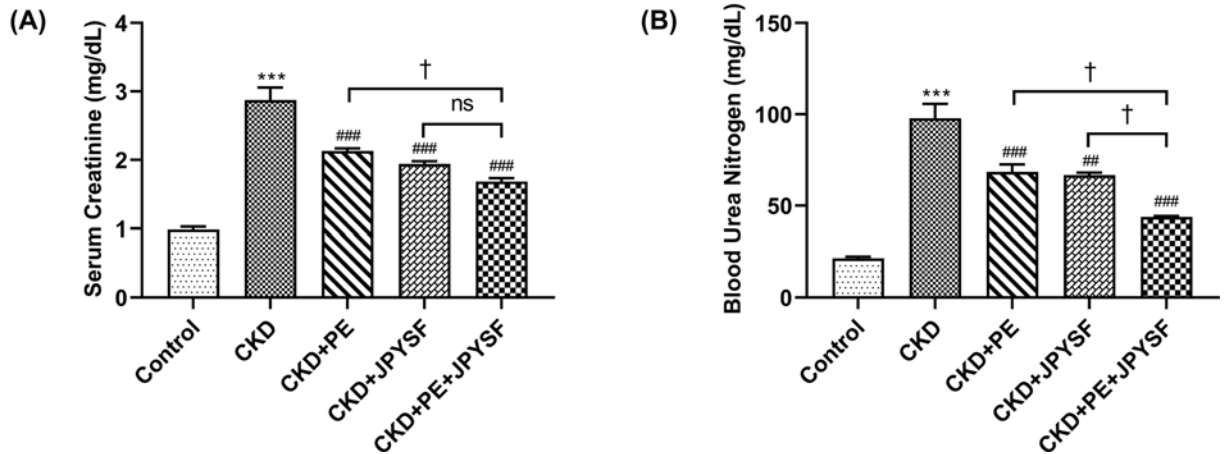 (A)
Serum Creatinine (mg/dL)
4
3
2
1
0
***
###
###
###
†
ns
Control
CKD
CKD+PE
CKD+JPYSF
CKD+PE+JPYSF
(B)
Blood Urea Nitrogen (mg/dL)
150
100
50
0
***
###
##
###
†
†
Control
CKD
CKD+PE
CKD+JPYSF
CKD+PE+JPYSF